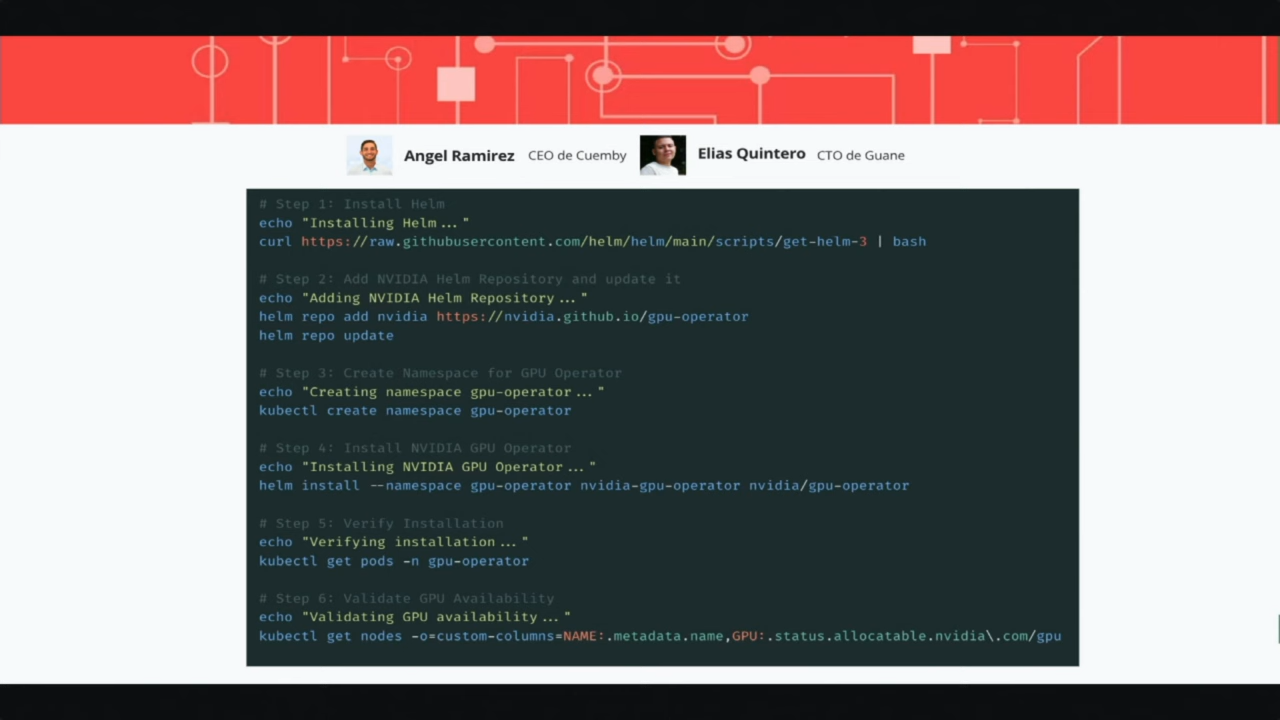 Angel Ramirez CEO de Cuemby Elias Quintero CTO de Guane
# Step 1: Install Helm
echo "Installing Helm..."
curl https://raw.githubusercontent.com/helm/helm/main/scripts/get-helm-3 | bash
# Step 2: Add NVIDIA Helm Repository and update it
echo "Adding NVIDIA Helm Repository..."
helm repo add nvidia https://nvidia.github.io/gpu-operator
helm repo update
# Step 3: Create Namespace for GPU Operator
echo "Creating namespace gpu-operator..."
kubectl create namespace gpu-operator
# Step 4: Install NVIDIA GPU Operator
echo "Installing NVIDIA GPU Operator..."
helm install --namespace gpu-operator nvidia-gpu-operator nvidia/gpu-operator
# Step 5: Verify Installation
echo "Verifying installation..."
kubectl get pods -n gpu-operator
# Step 6: Validate GPU Availability
echo "Validating GPU availability..."
kubectl get nodes -o=custom-columns=NAME:.metadata.name,GPU:.status.allocatable.nvidia\.com/gpu